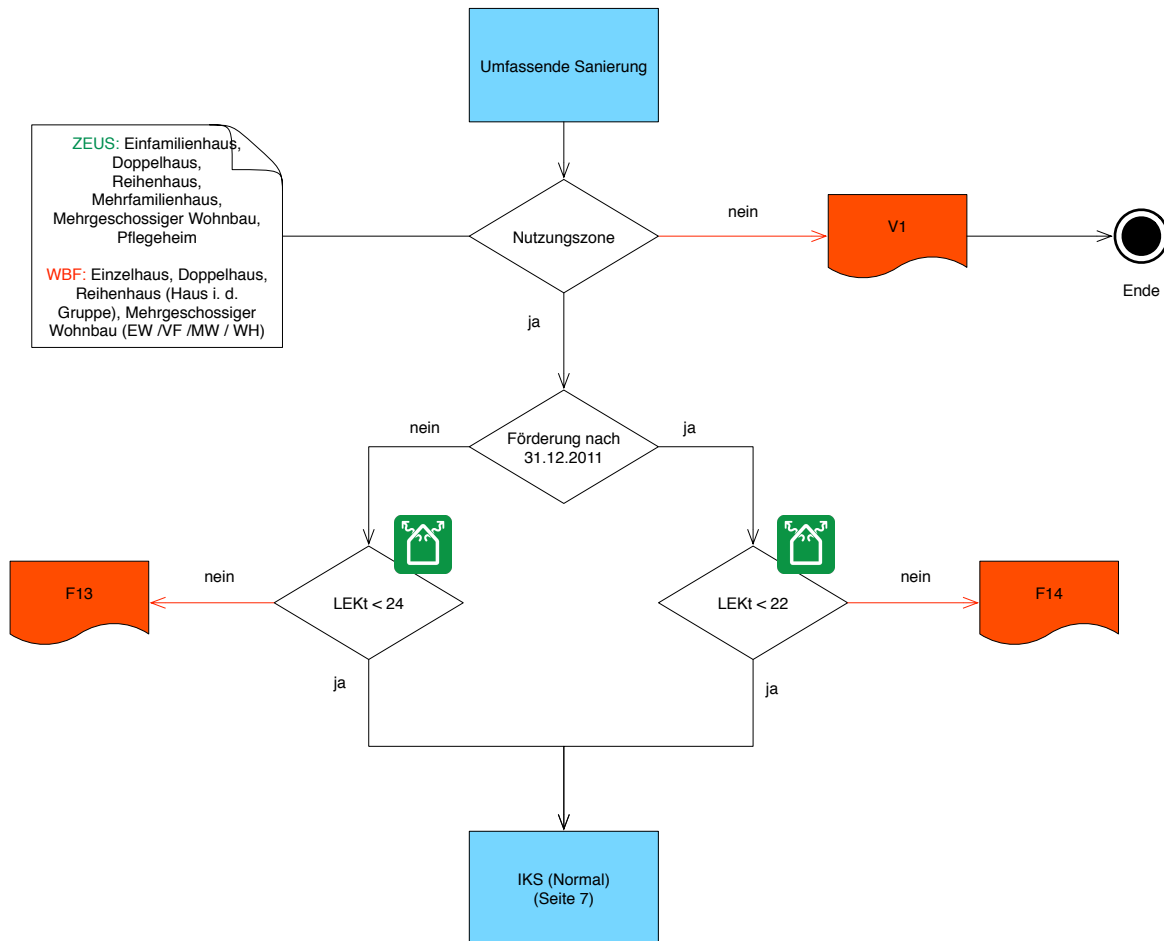 Umfassende Sanierung
ZEUS: Einfamilienhaus,
Doppelhaus,
Reihenhaus,
Mehrfamilienhaus,
Mehrgeschossiger Wohnbau,
Pflegeheim
WBF: Einzelhaus, Doppelhaus,
Reihenhaus (Haus i. d.
Gruppe), Mehrgeschossiger
Wohnbau (EW /VF /MW / WH)
Nutzungszone
nein
V1
Ende
ja
nein
Förderung nach
31.12.2011
ja
F13
nein
LEKt < 24
LEKt < 22
nein
F14
ja
ja
IKS (Normal)
(Seite 7)